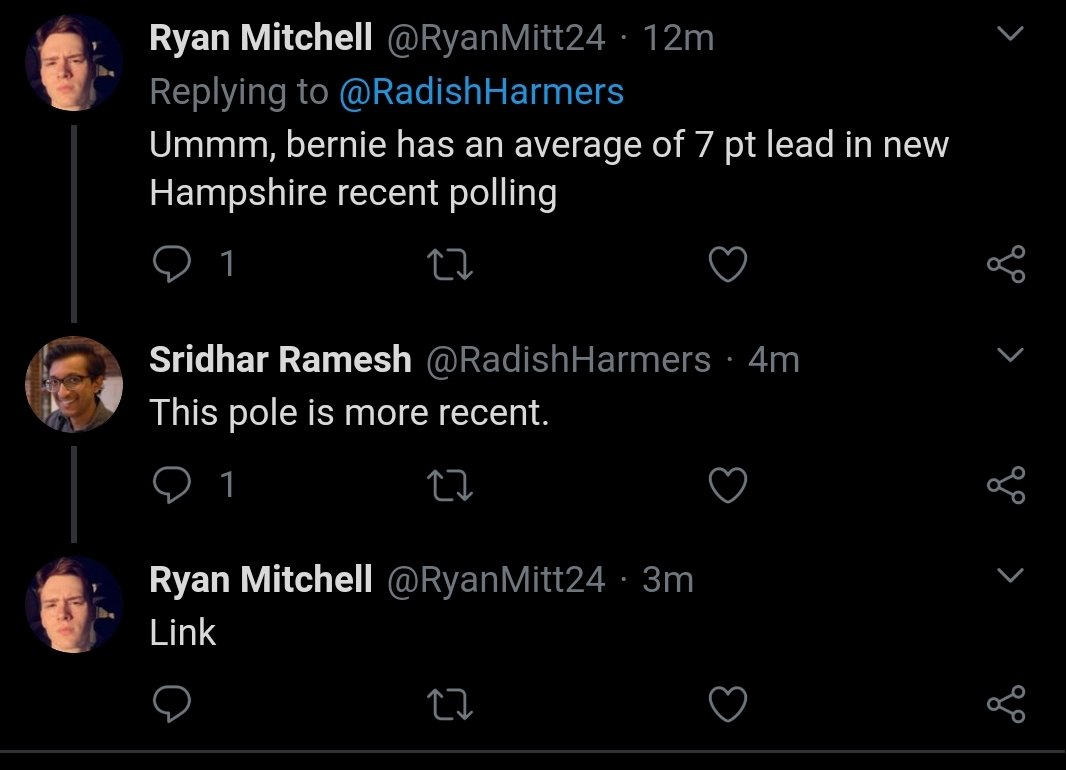 Ryan Mitchell @RyanMitt24 · 12m
Replying to @RadishHarmers
Ummm, bernie has an average of 7 pt lead in new
Hampshire recent polling
1
Sridhar Ramesh @RadishHarmers · 4m
This pole is more recent.
1
Ryan Mitchell @RyanMitt24 · 3m
Link